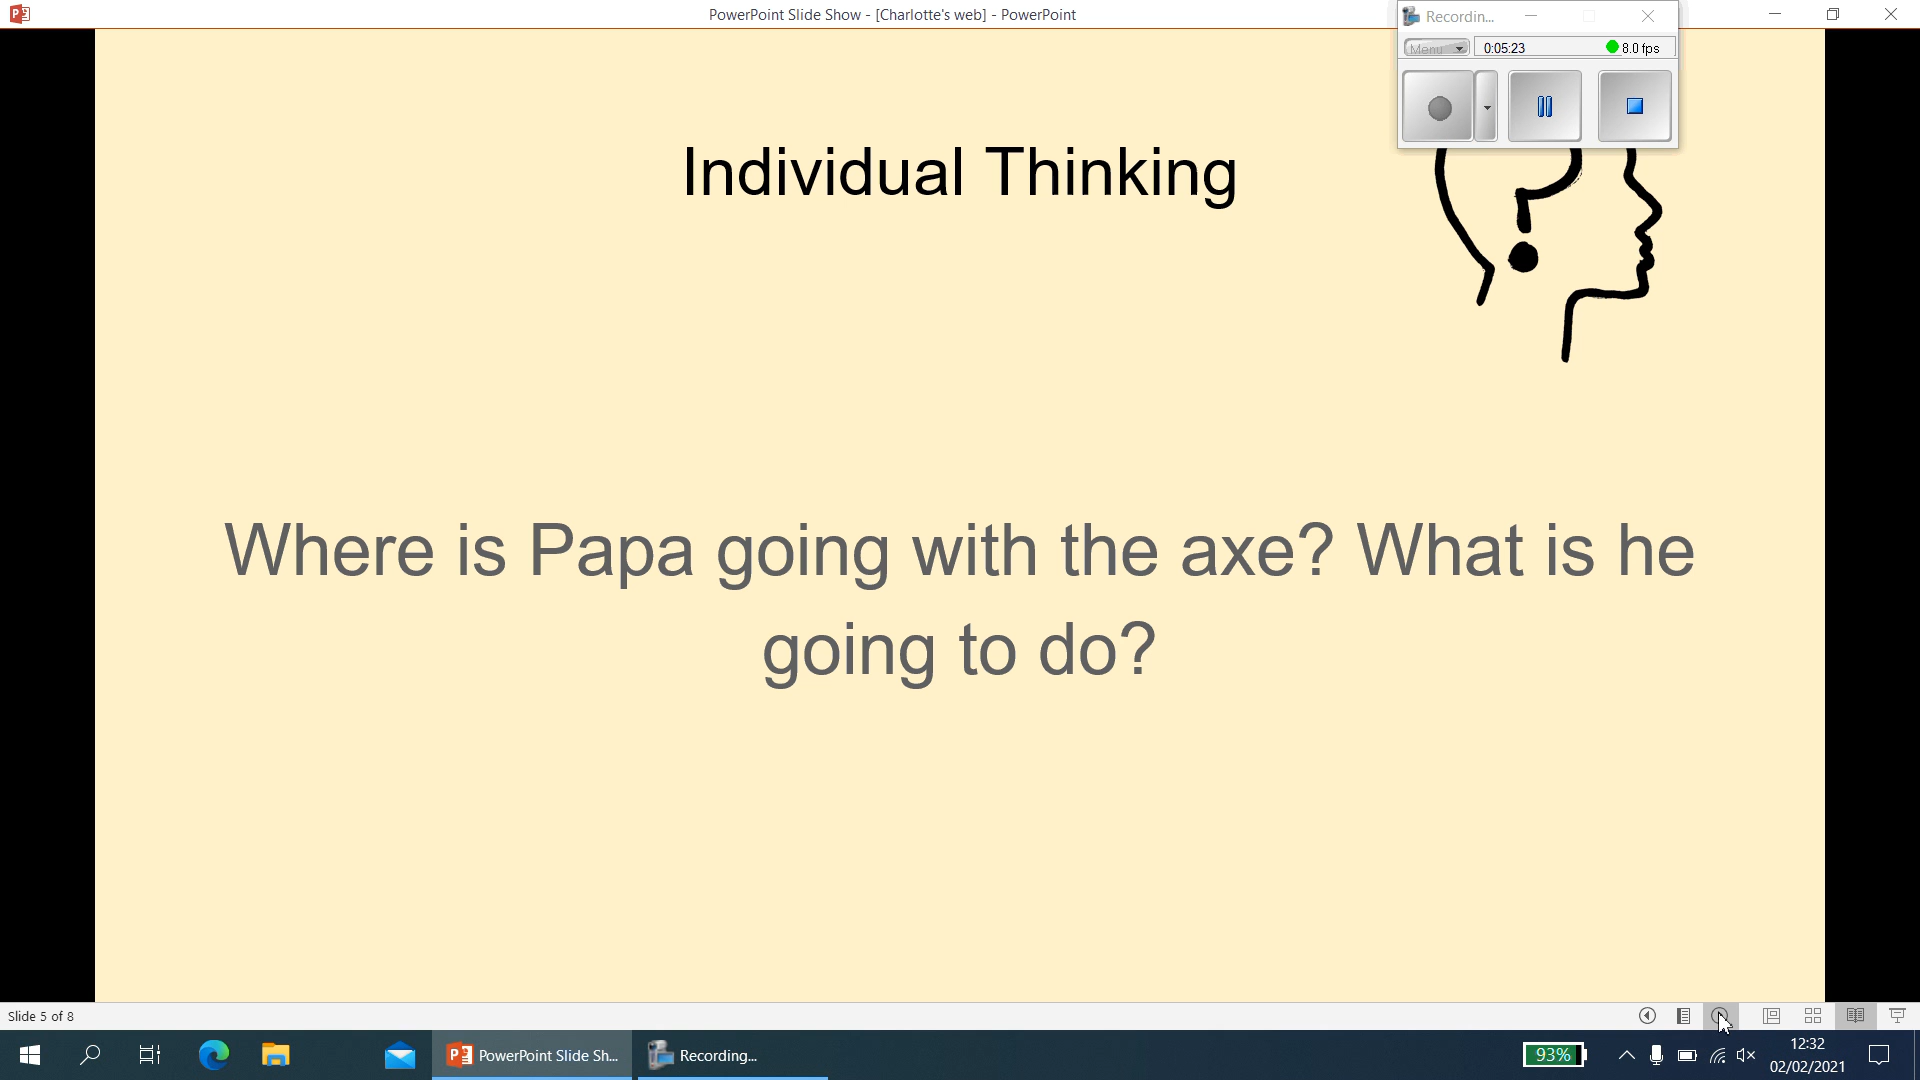 PowerPoint Slide Show - [Charlotte's web] - PowerPoint
Recordin...
Menu
0:05:23
8.0 fps
Individual Thinking
Where is Papa going with the axe? What is he
going to do?
Slide 5 of 8
PowerPoint Slide Sh...
Recording...
93%
12:32
02/02/2021